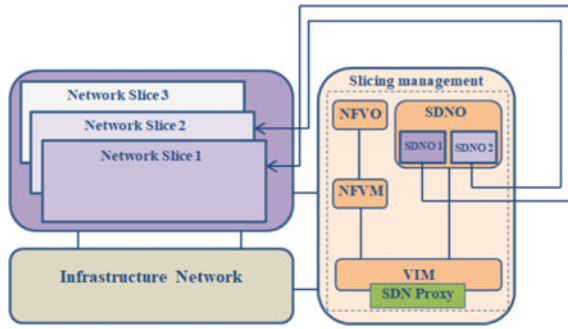 Network Slice 3
Network Slice 2
Network Slice 1
Infrastructure Network
Slicing management
NFVO
SDNO
SDNO 1
SDNO 2
NFVM
VIM
SDN Proxy